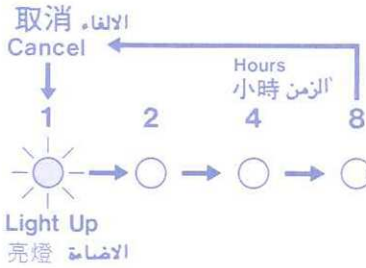 取消 الالغاء
Cancel
Hours
小時 الزمن
1 2 4 8
Light Up
亮燈 الاضاءة